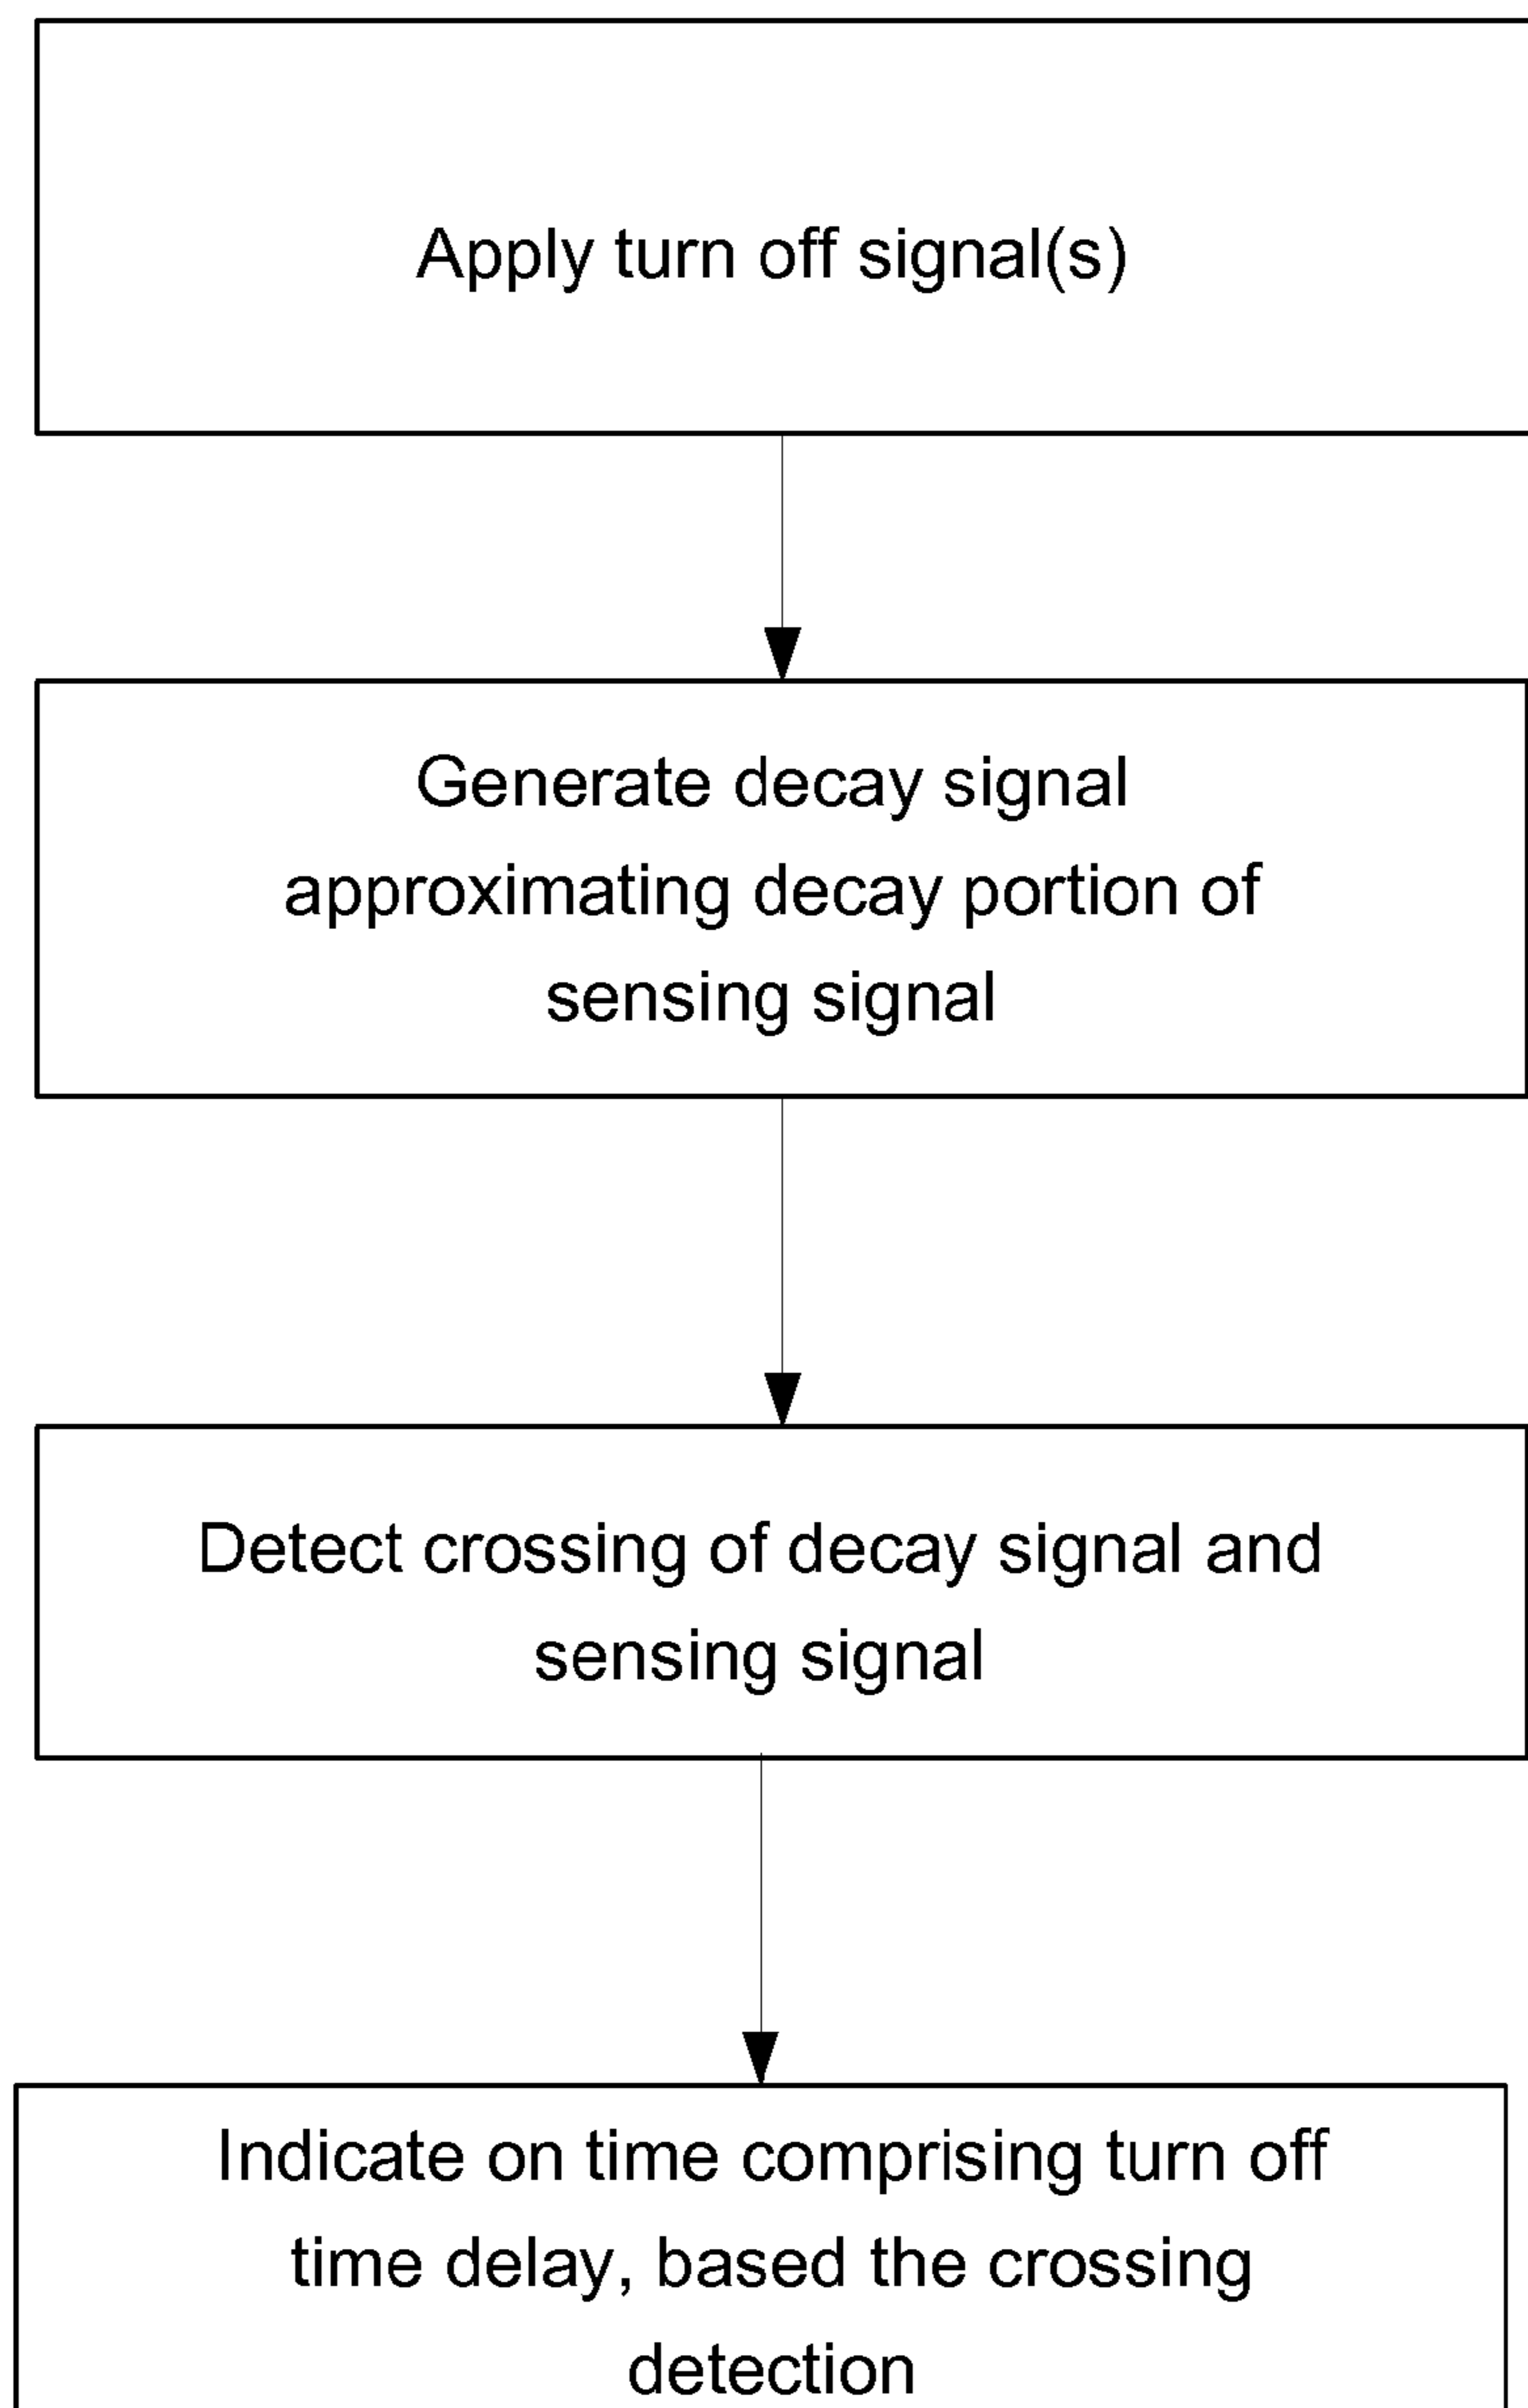 Apply turn off signal(s)
Generate decay signal
approximating decay portion of
sensing signal
Detect crossing of decay signal and
sensing signal
Indicate on time comprising turn off
time delay, based the crossing
detection